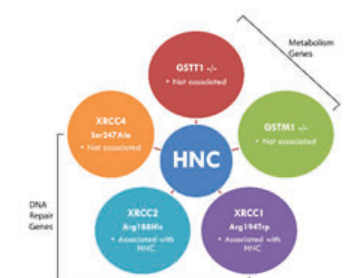 Metabolism
Genes
GSTT1 -/-
• Not associated
XRCC4
Ser247Ala
• Not associated
GSTM1 -/-
• Not associated
HNC
DNA
Repair
Genes
XRCC2
Arg188His
• Associated with
HNC
XRCC1
Arg194Trp
• Associated with
HNC